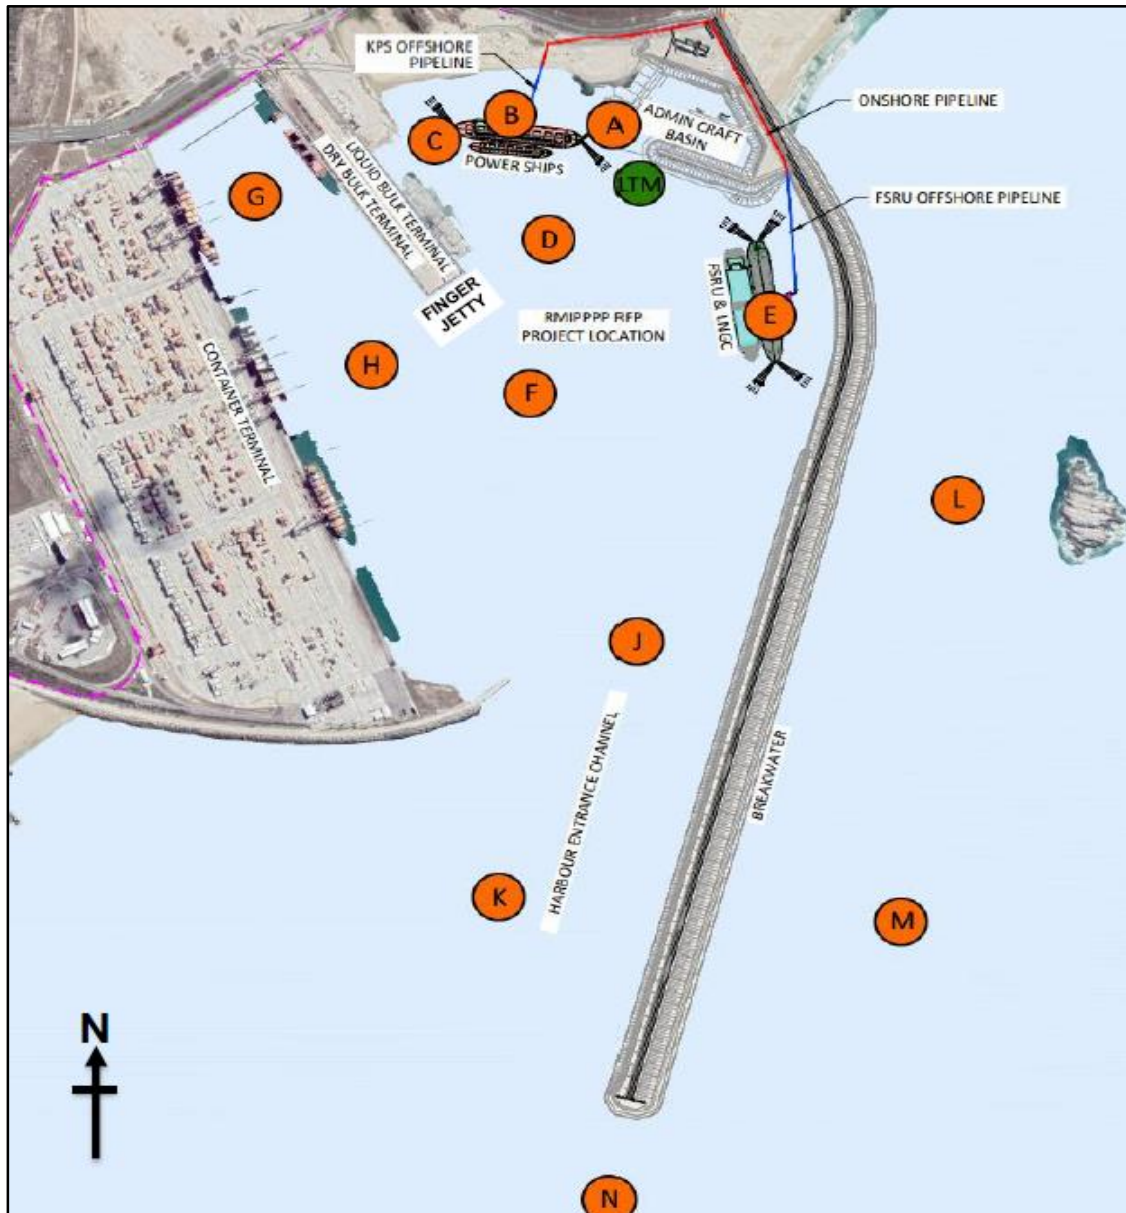 KPS OFFSHORE
PIPELINE
B
A
C
ADMIN CRAFT
BASIN
ONSHORE PIPELINE
POWER SHIPS
LTM
LIQUID BULK TERMINAL
DRY BULK TERMINAL
G
FSRU OFFSHORE PIPELINE
D
FINGER
JETTY
FSRU & LNGC
E
RMIPPPP RFP
PROJECT LOCATION
H
F
CONTAINER TERMINAL
L
J
HARBOUR ENTRANCE CHANNEL
BREAKWATER
K
M
N
N